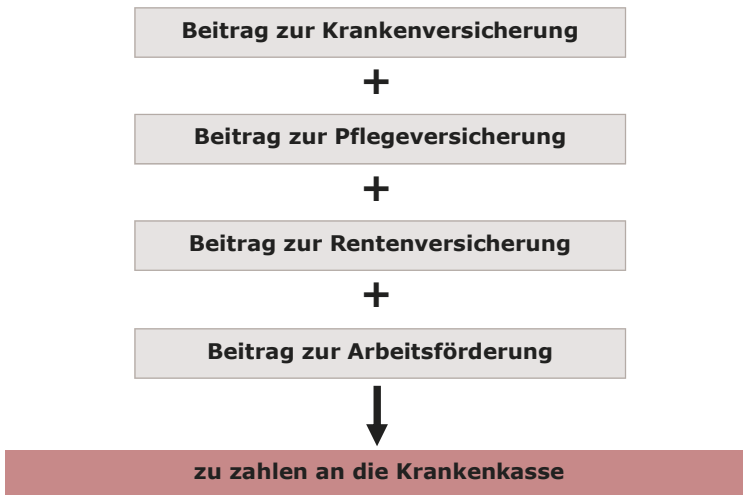 Beitrag zur Krankenversicherung
+
Beitrag zur Pflegeversicherung
+
Beitrag zur Rentenversicherung
+
Beitrag zur Arbeitsförderung
zu zahlen an die Krankenkasse